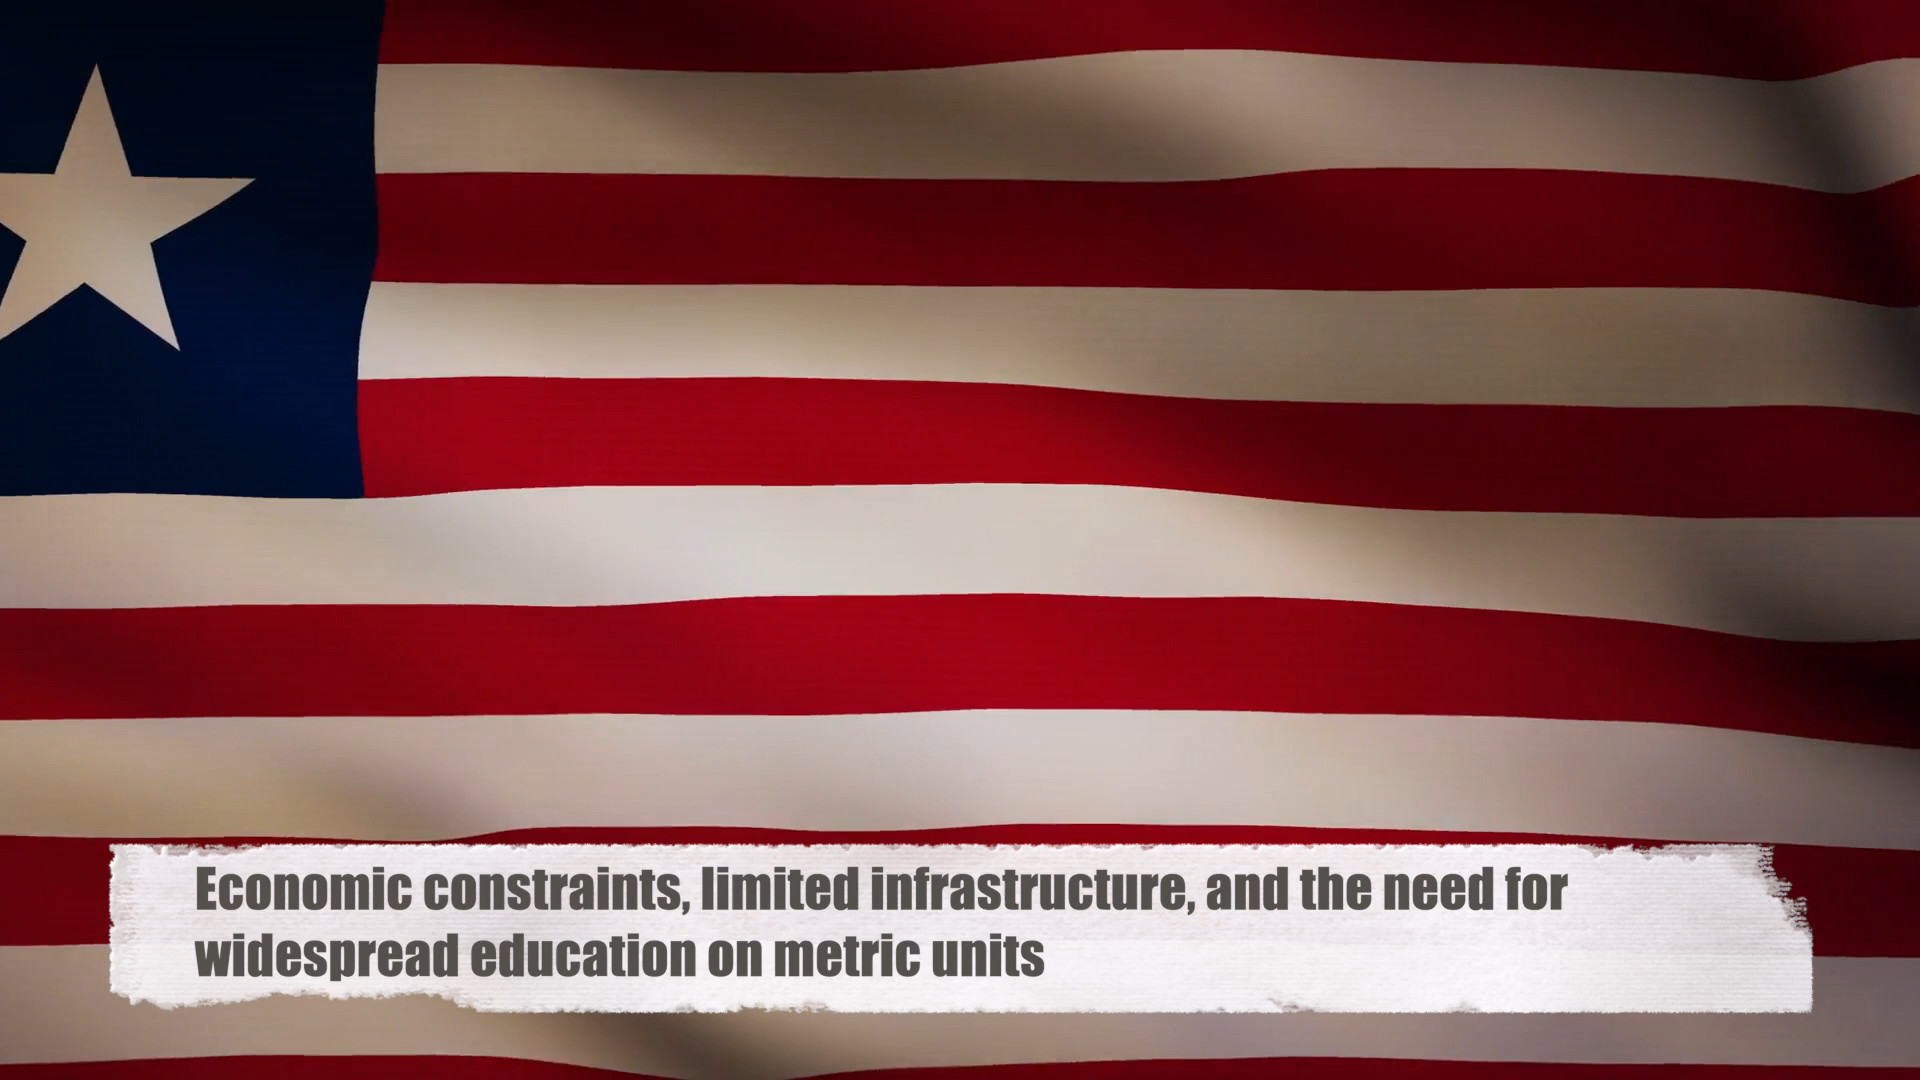 Economic constraints, limited infrastructure, and the need for
widespread education on metric units